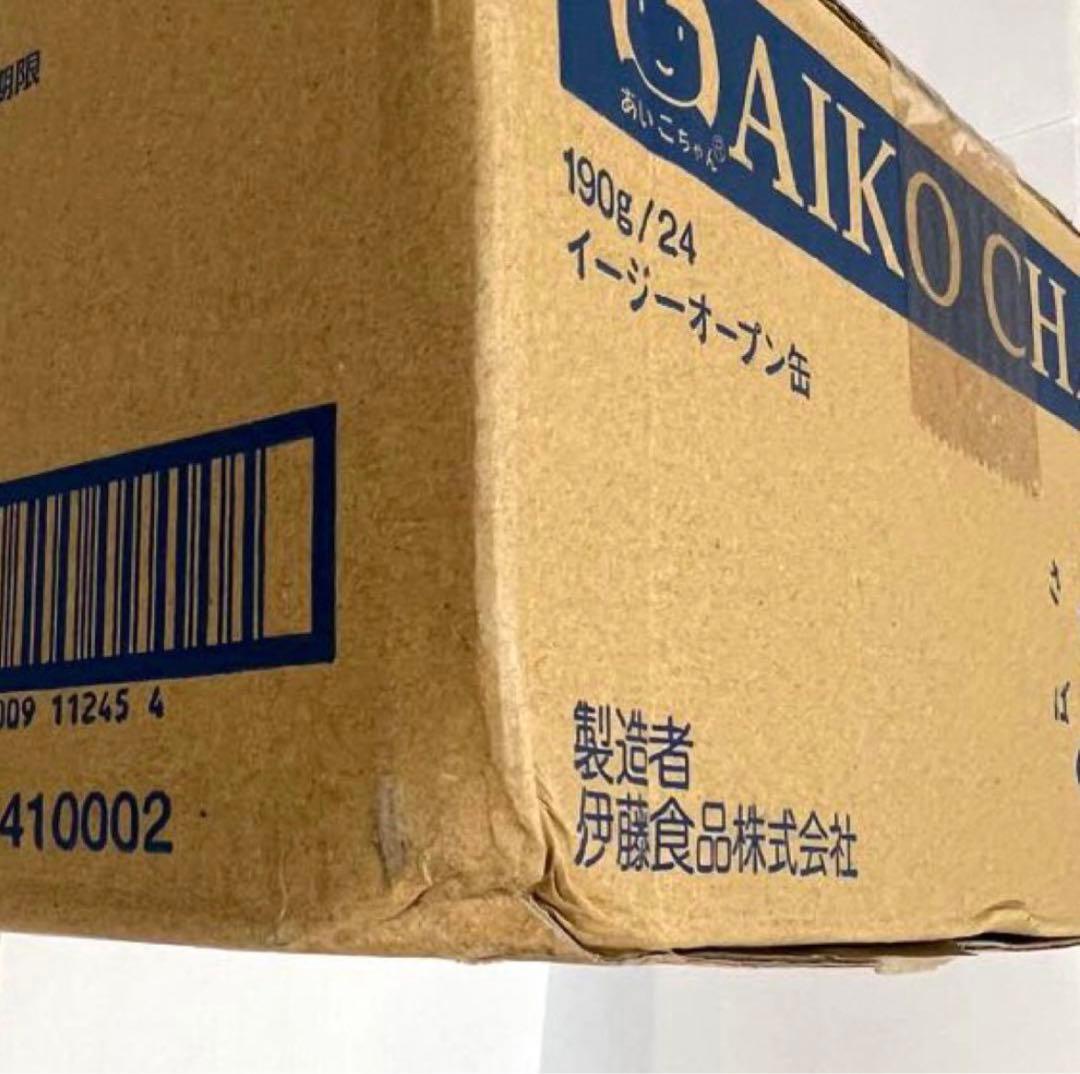 期限
009 11245 4
410002
あいこちゃん®
AIKO CHA
190g/24
イージーオープン缶
さば
製造者
伊藤食品株式会社